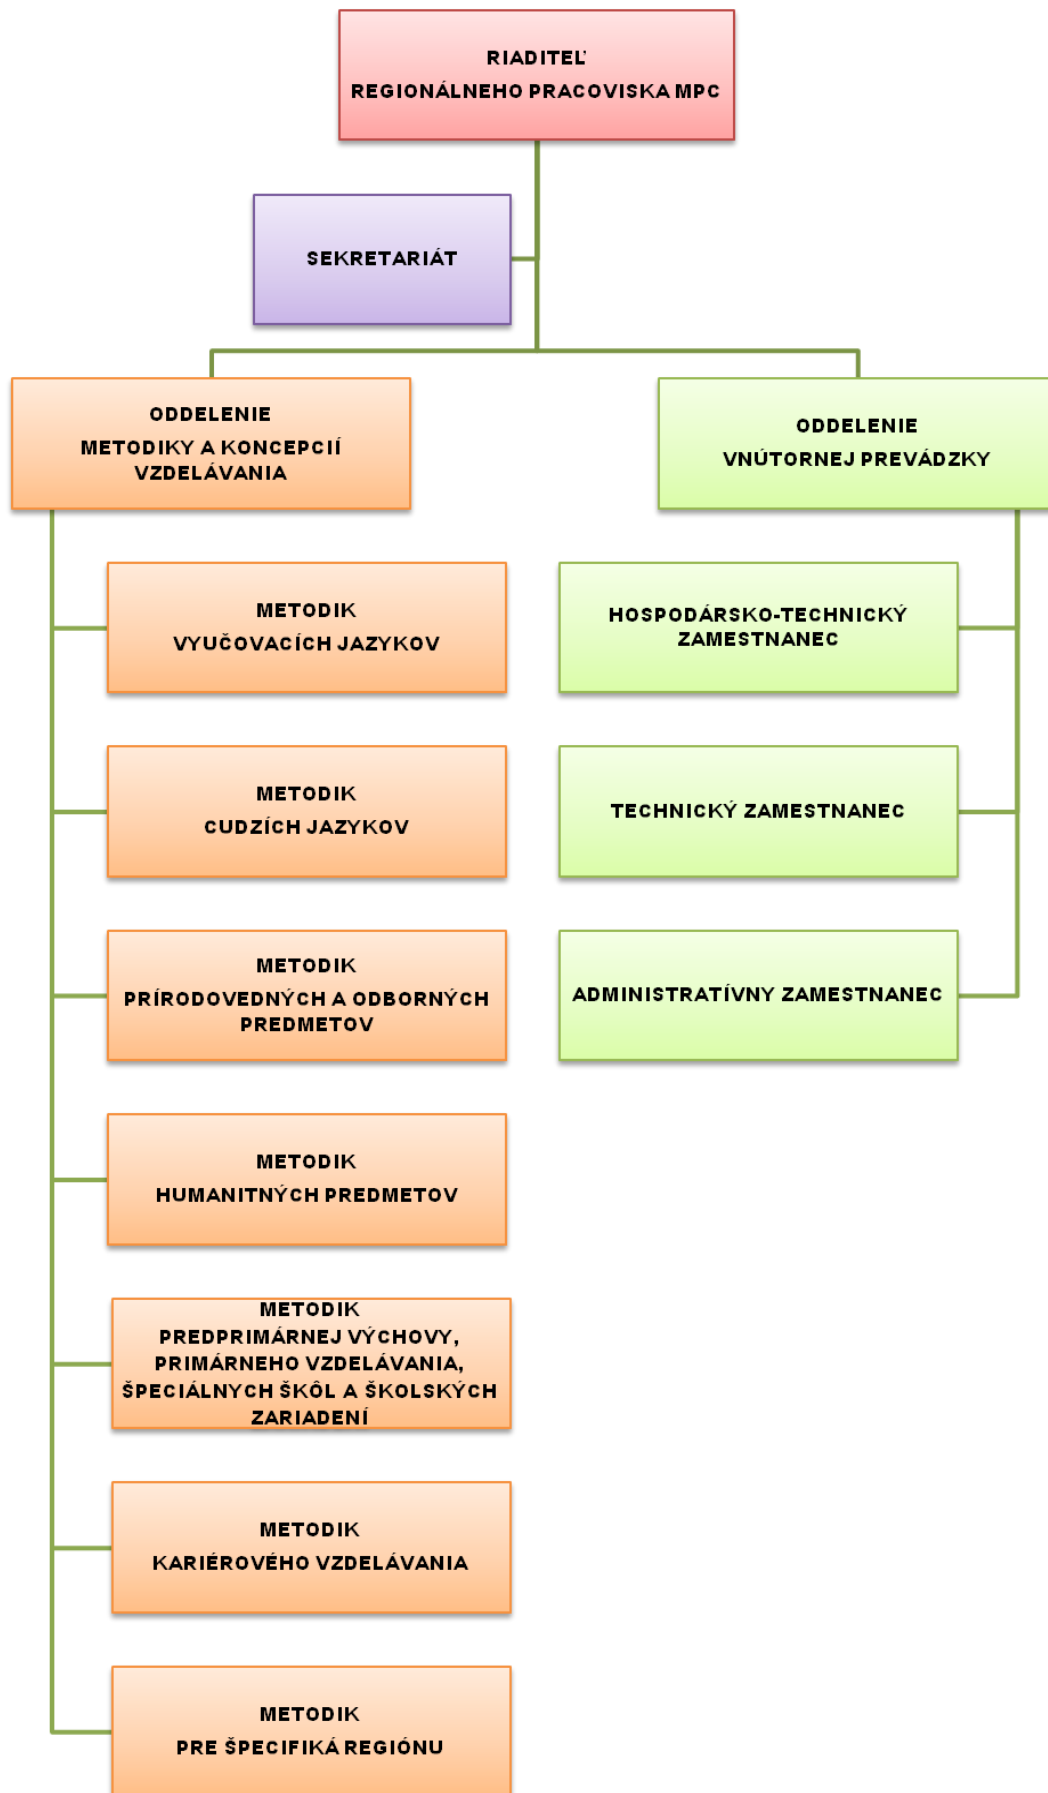 RIADITEĽ
REGIONÁLNEHO PRACOVISKA MPC
SEKRETARIÁT
ODDELENIE
METODIKY A KONCEPCIÍ
VZDELÁVANIA
ODDELENIE
VNÚTORNEJ PREVÁDZKY
METODIK
VYUČOVACÍCH JAZYKOV
METODIK
CUDZÍCH JAZYKOV
METODIK
PRÍRODOVEDNÝCH A ODBORNÝCH
PREDMETOV
METODIK
HUMANITNÝCH PREDMETOV
METODIK
PREDPRIMÁRNEJ VÝCHOVY,
PRIMÁRNEHO VZDELÁVANIA,
ŠPECIÁLNYCH ŠKÔL A ŠKOLSKÝCH
ZARIADENÍ
METODIK
KARIÉROVÉHO VZDELÁVANIA
METODIK
PRE ŠPECIFIKÁ REGIÓNU
HOSPODÁRSKO-TECHNICKÝ
ZAMESTNANEC
TECHNICKÝ ZAMESTNANEC
ADMINISTRATÍVNY ZAMESTNANEC